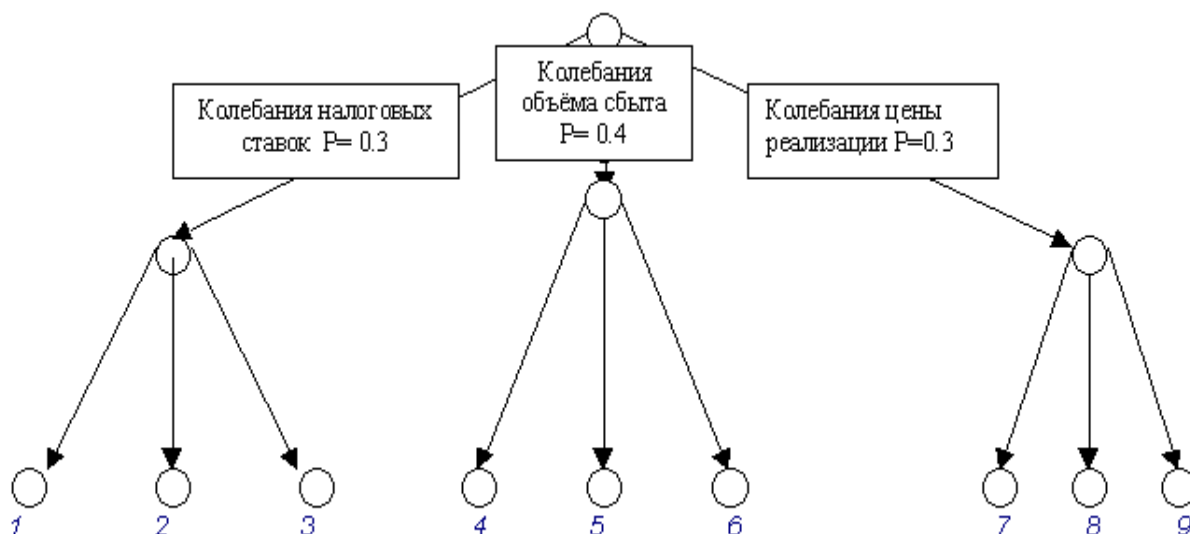 Колебания
объёма сбыта
P= 0.4
Колебания налоговых
ставок P= 0.3
Колебания цены
реализации P=0.3
1 2 3 4 5 6 7 8 9